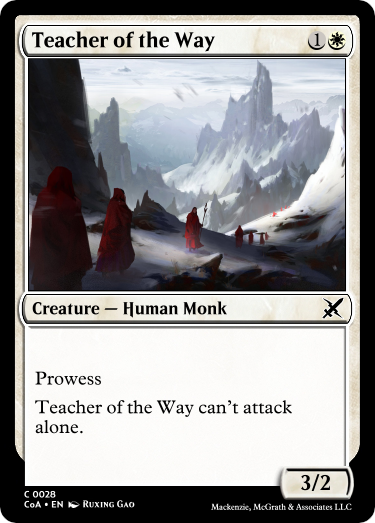 Teacher of the Way 1
Creature — Human Monk
Prowess
Teacher of the Way can't attack
alone.
3/2
C 0028
CoA • EN Ruxing Gao
Mackenzie, McGrath & Associates LLC